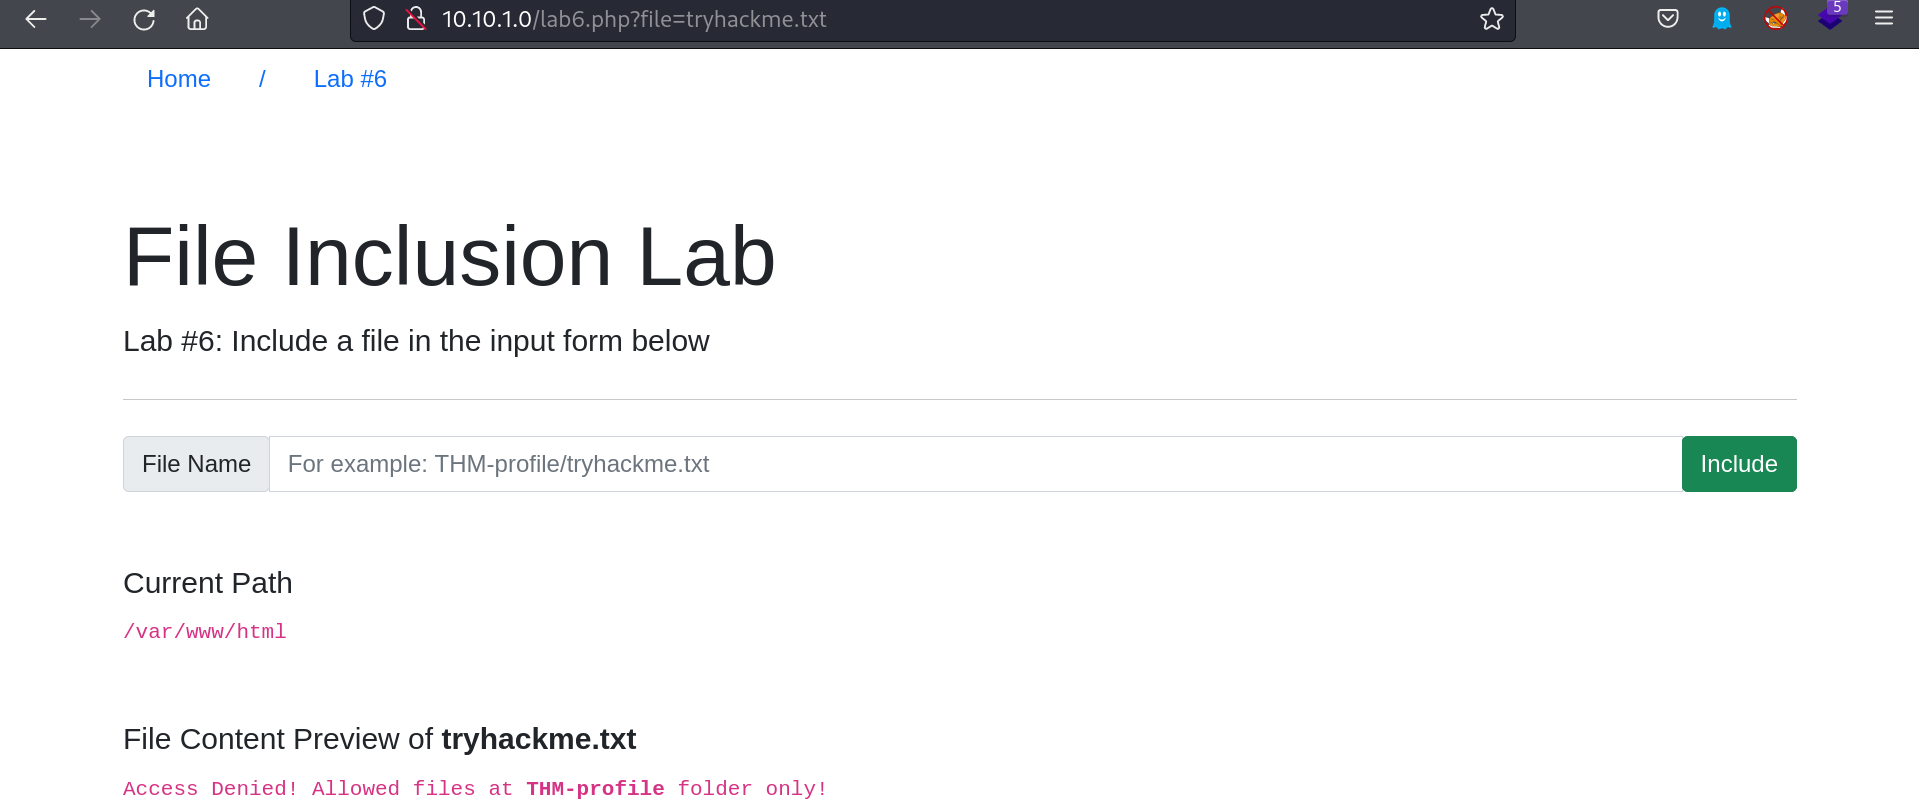 10.10.1.0/lab6.php?file=tryhackme.txt
5
Home / Lab #6
File Inclusion Lab
Lab #6: Include a file in the input form below
File Name For example: THM-profile/tryhackme.txt Include
Current Path
/var/www/html
File Content Preview of tryhackme.txt
Access Denied! Allowed files at THM-profile folder only!